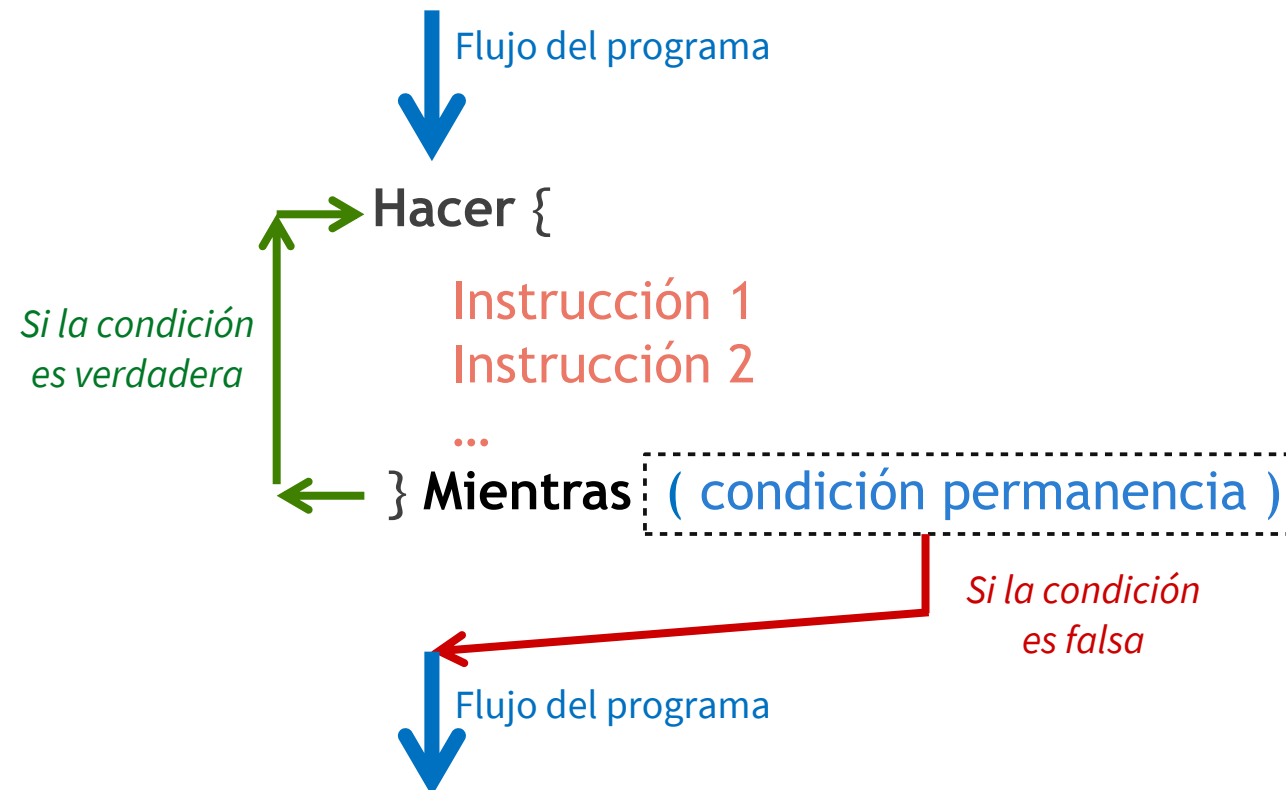 Flujo del programa
Hacer {
Instrucción 1
Instrucción 2
...
Si la condición
es verdadera
} Mientras ( condición permanencia )
Si la condición
es falsa
Flujo del programa